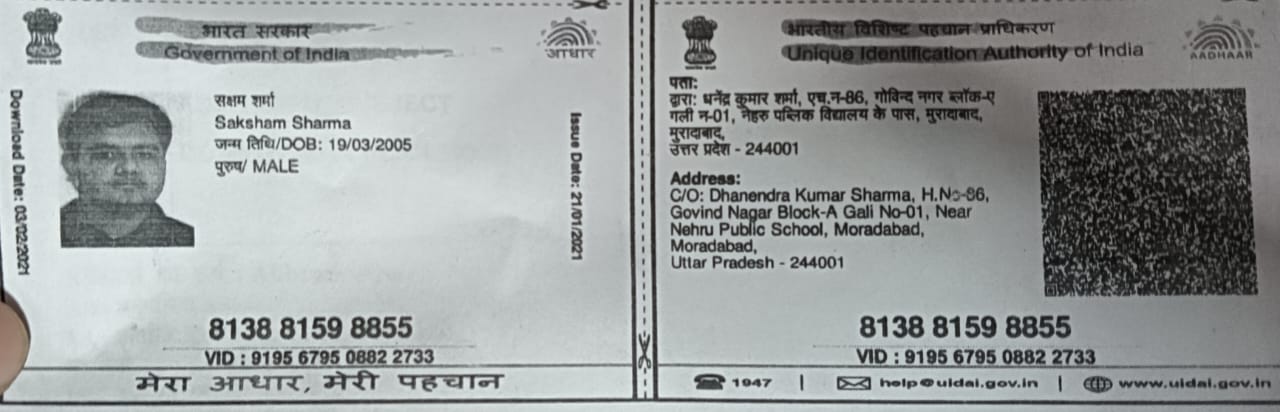 भारत सरकार
Government of India
आधार
Download Date: 03/02/2021
सक्षम शर्मा
Saksham Sharma
जन्म तिथि/DOB: 19/03/2005
पुरुष/ MALE
Issue Date: 21/01/2021
8138 8159 8855
VID : 9195 6795 0882 2733
मेरा आधार, मेरी पहचान
भारतीय विशिष्ट पहचान प्राधिकरण
Unique Identification Authority of India
AADHAAR
पता:
द्वारा: धनेंद्र कुमार शर्मा, एच.न-86, गोविन्द नगर ब्लॉक-ए
गली न-01, नेहरु पब्लिक विद्यालय के पास, मुरादाबाद,
मुरादाबाद,
उत्तर प्रदेश - 244001
Address:
C/O: Dhanendra Kumar Sharma, H.No-86,
Govind Nagar Block-A Gali No-01, Near
Nehru Public School, Moradabad,
Moradabad,
Uttar Pradesh - 244001
8138 8159 8855
VID : 9195 6795 0882 2733
1947 | help@uidai.gov.in | www.uidai.gov.in